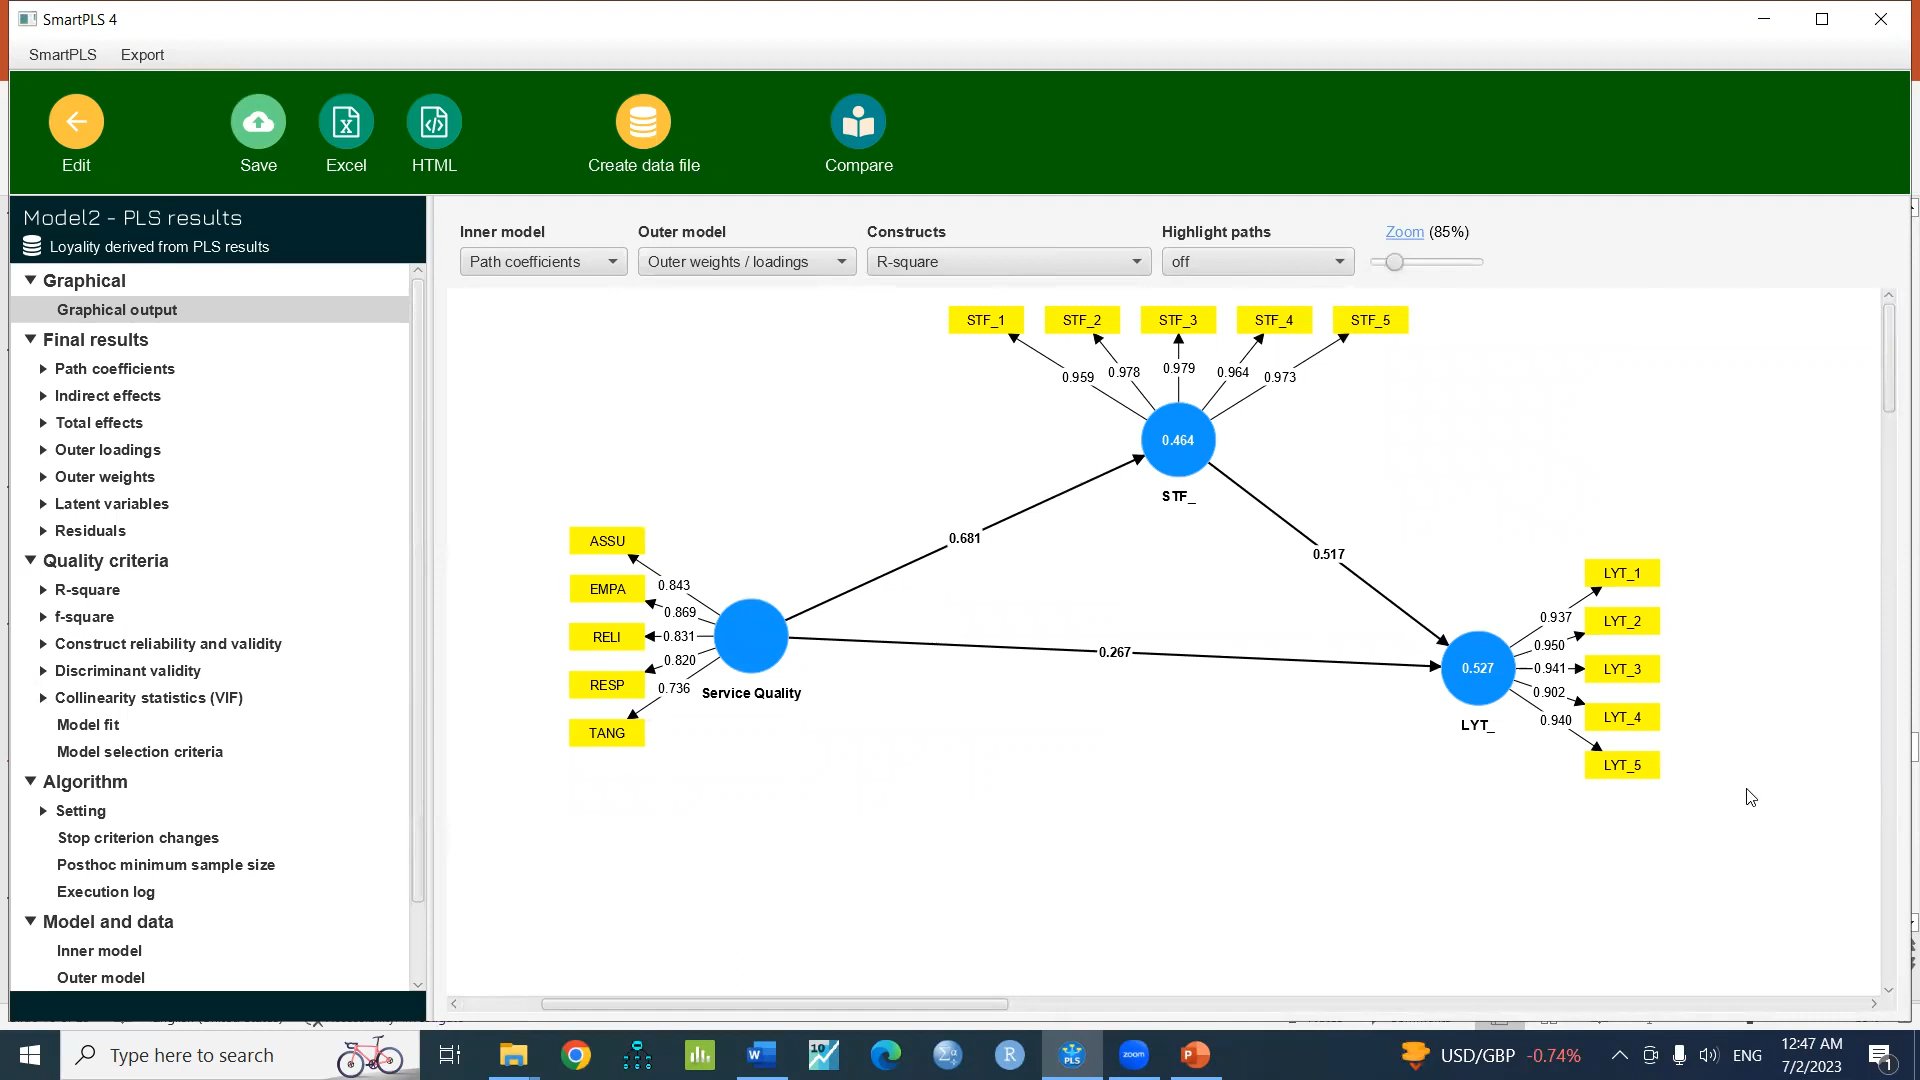 SmartPLS 4
SmartPLS Export
Edit Save Excel HTML Create data file Compare
Model2 - PLS results
Loyality derived from PLS results
Graphical
Graphical output
Final results
Path coefficients
Indirect effects
Total effects
Outer loadings
Outer weights
Latent variables
Residuals
Quality criteria
R-square
f-square
Construct reliability and validity
Discriminant validity
Collinearity statistics (VIF)
Model fit
Model selection criteria
Algorithm
Setting
Stop criterion changes
Posthoc minimum sample size
Execution log
Model and data
Inner model
Outer model
Inner model Outer model Constructs Highlight paths Zoom (85%)
Path coefficients Outer weights / loadings R-square off
STF_1 STF_2 STF_3 STF_4 STF_5
0.959 0.978 0.979 0.964 0.973
0.464
STF_
0.681
0.517
0.267
ASSU
EMPA
RELI
RESP
TANG
0.843
0.869
0.831
0.820
0.736
Service Quality
0.527
LYT_
0.937
0.950
0.941
0.902
0.940
LYT_1
LYT_2
LYT_3
LYT_4
LYT_5
Type here to search
10
W
Σα
R
PLS
zoom
P
USD/GBP -0.74%
ENG
12:47 AM
7/2/2023
1